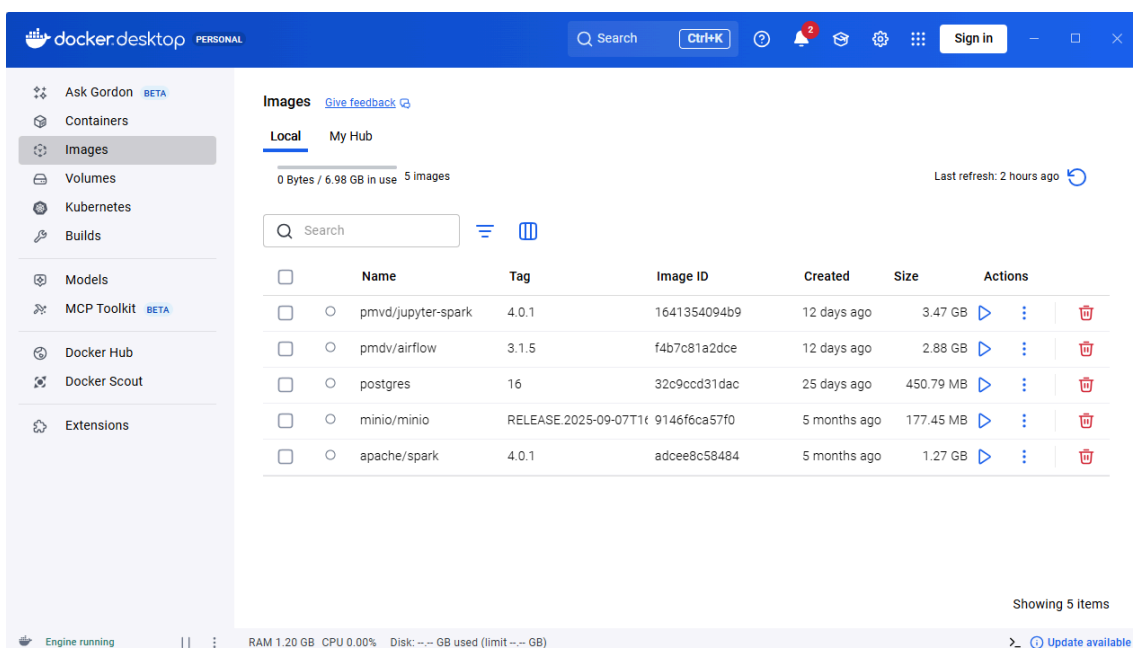 docker.desktop PERSONAL
Search Ctrl+K
2
Sign in
Ask Gordon BETA
Containers
Images
Volumes
Kubernetes
Builds
Models
MCP Toolkit BETA
Docker Hub
Docker Scout
Extensions
Images Give feedback
Local My Hub
0 Bytes / 6.98 GB in use 5 images
Last refresh: 2 hours ago
Search
Name Tag Image ID Created Size Actions
pmvd/jupyter-spark 4.0.1 1641354094b9 12 days ago 3.47 GB
pmdv/airflow 3.1.5 f4b7c81a2dce 12 days ago 2.88 GB
postgres 16 32c9ccd31dac 25 days ago 450.79 MB
minio/minio RELEASE.2025-09-07T16 9146f6ca57f0 5 months ago 177.45 MB
apache/spark 4.0.1 adcee8c58484 5 months ago 1.27 GB
Showing 5 items
Engine running
RAM 1.20 GB CPU 0.00% Disk: --.-- GB used (limit --.-- GB)
>_ Update available